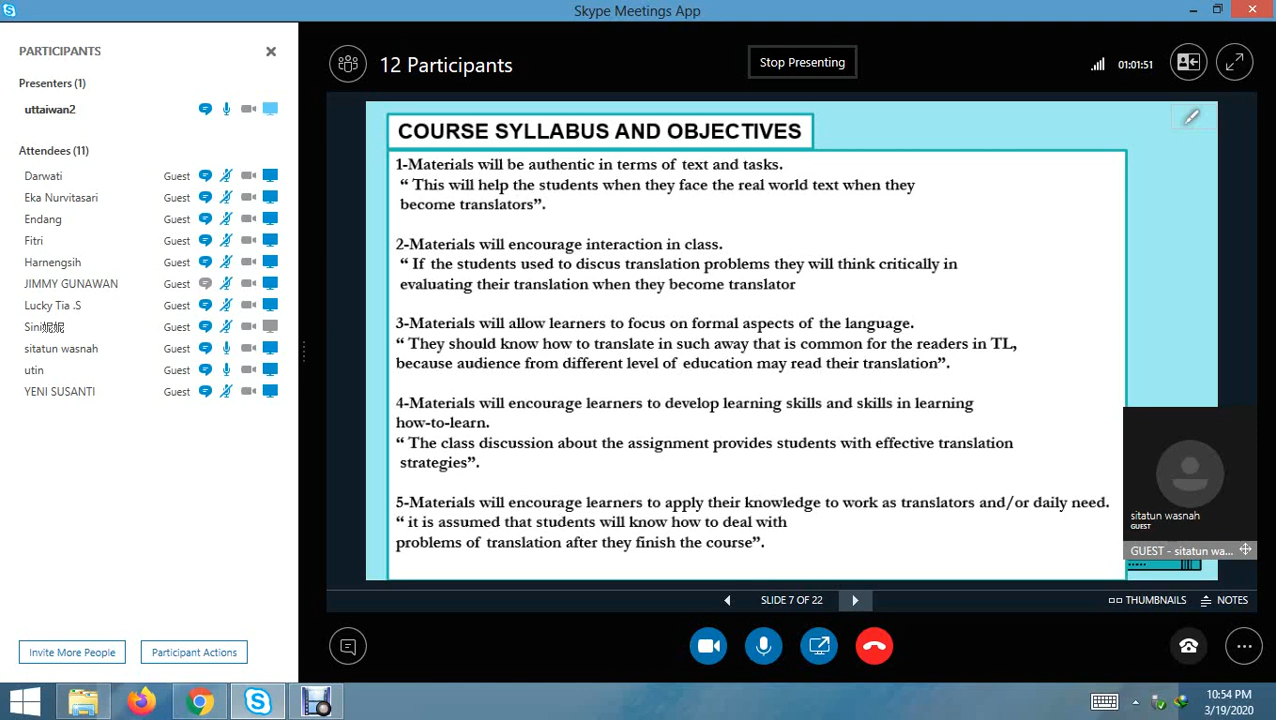 Skype Meetings App
PARTICIPANTS
Presenters (1)
uttaiwan2
Attendees (11)
Darwati Guest
Eka Nurvitasari Guest
Endang Guest
Fitri Guest
Harnengsih Guest
JIMMY GUNAWAN Guest
Lucky Tia .S Guest
Sini妮妮 Guest
sitatun wasnah Guest
utin Guest
YENI SUSANTI Guest
Invite More People
Participant Actions
12 Participants
Stop Presenting
01:01:51
COURSE SYLLABUS AND OBJECTIVES
1-Materials will be authentic in terms of text and tasks.
“ This will help the students when they face the real world text when they
become translators”.
2-Materials will encourage interaction in class.
“ If the students used to discus translation problems they will think critically in
evaluating their translation when they become translator
3-Materials will allow learners to focus on formal aspects of the language.
“ They should know how to translate in such away that is common for the readers in TL,
because audience from different level of education may read their translation”.
4-Materials will encourage learners to develop learning skills and skills in learning
how-to-learn.
“ The class discussion about the assignment provides students with effective translation
strategies”.
5-Materials will encourage learners to apply their knowledge to work as translators and/or daily need.
“ it is assumed that students will know how to deal with
problems of translation after they finish the course”.
sitatun wasnah
GUEST
GUEST - sitatun wa...
SLIDE 7 OF 22
THUMBNAILS
NOTES
10:54 PM
3/19/2020